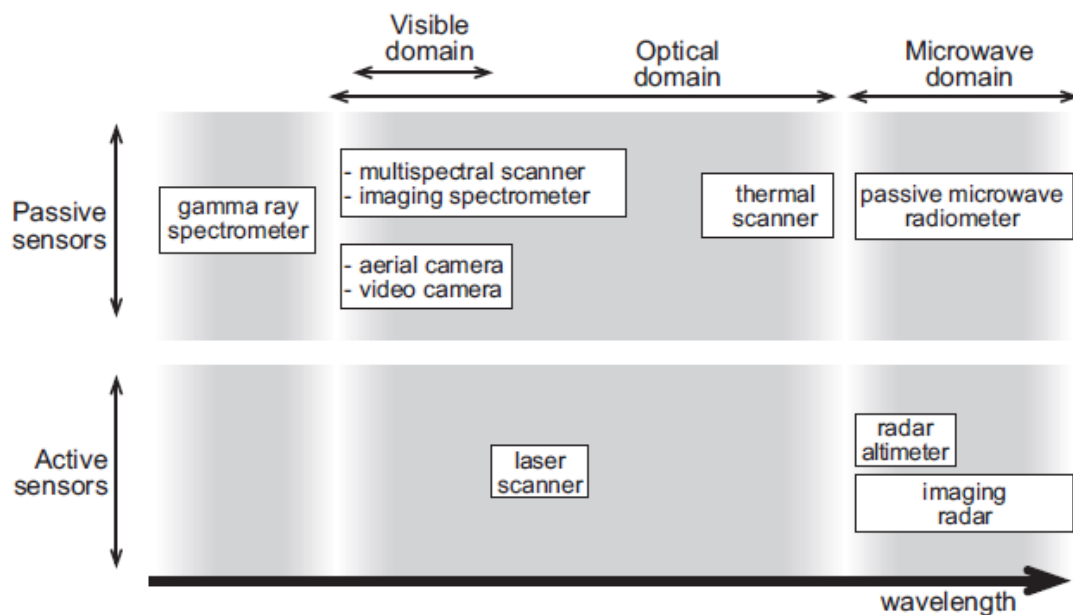 Visible
domain
Optical
domain
Microwave
domain
Passive
sensors
gamma ray
spectrometer
- multispectral scanner
- imaging spectrometer
- aerial camera
- video camera
thermal
scanner
passive microwave
radiometer
Active
sensors
laser
scanner
radar
altimeter
imaging
radar
wavelength